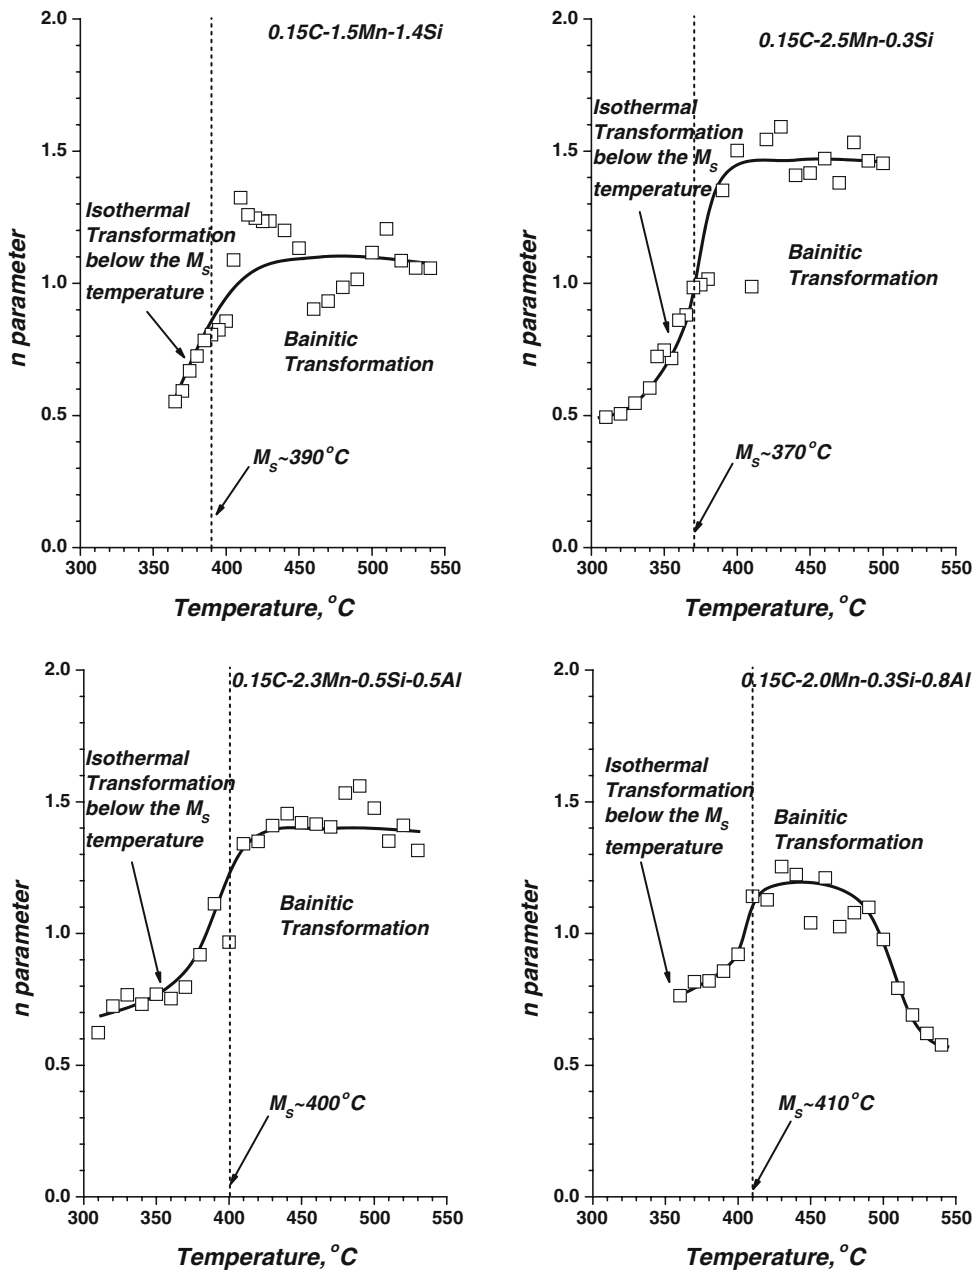 0.15C-1.5Mn-1.4Si
2.0
1.5
1.0
0.5
0.0
n parameter
Isothermal
Transformation
below the MS
temperature
Bainitic
Transformation
MS~390°C
300 350 400 450 500 550
Temperature, °C
0.15C-2.5Mn-0.3Si
2.0
1.5
1.0
0.5
0.0
n parameter
Isothermal
Transformation
below the MS
temperature
Bainitic
Transformation
MS~370°C
300 350 400 450 500 550
Temperature, °C
0.15C-2.3Mn-0.5Si-0.5Al
2.0
1.5
1.0
0.5
0.0
n parameter
Isothermal
Transformation
below the MS
temperature
Bainitic
Transformation
MS~400°C
300 350 400 450 500 550
Temperature, °C
0.15C-2.0Mn-0.3Si-0.8Al
2.0
1.5
1.0
0.5
0.0
n parameter
Isothermal
Transformation
below the MS
temperature
Bainitic
Transformation
MS~410°C
300 350 400 450 500 550
Temperature, °C